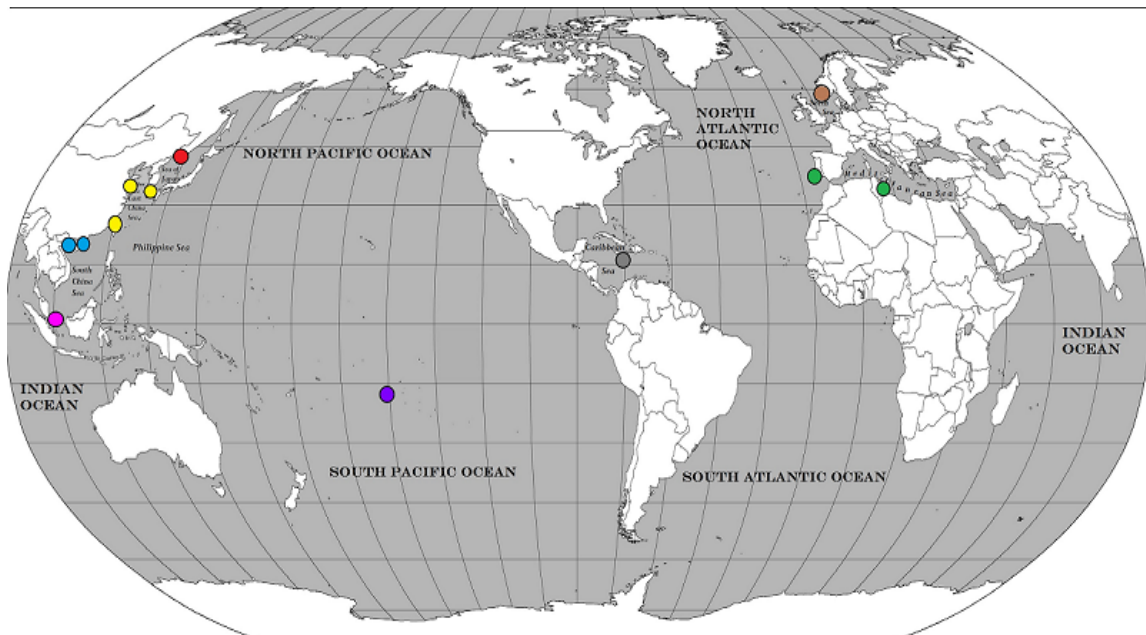 NORTH PACIFIC OCEAN
NORTH
ATLANTIC
OCEAN
Sea
Sea of
Japan
East
China
Sea
Philippine Sea
South
China
Sea
Caribbean
Sea
Mediterranean Sea
INDIAN
OCEAN
INDIAN
OCEAN
SOUTH PACIFIC OCEAN
SOUTH ATLANTIC OCEAN